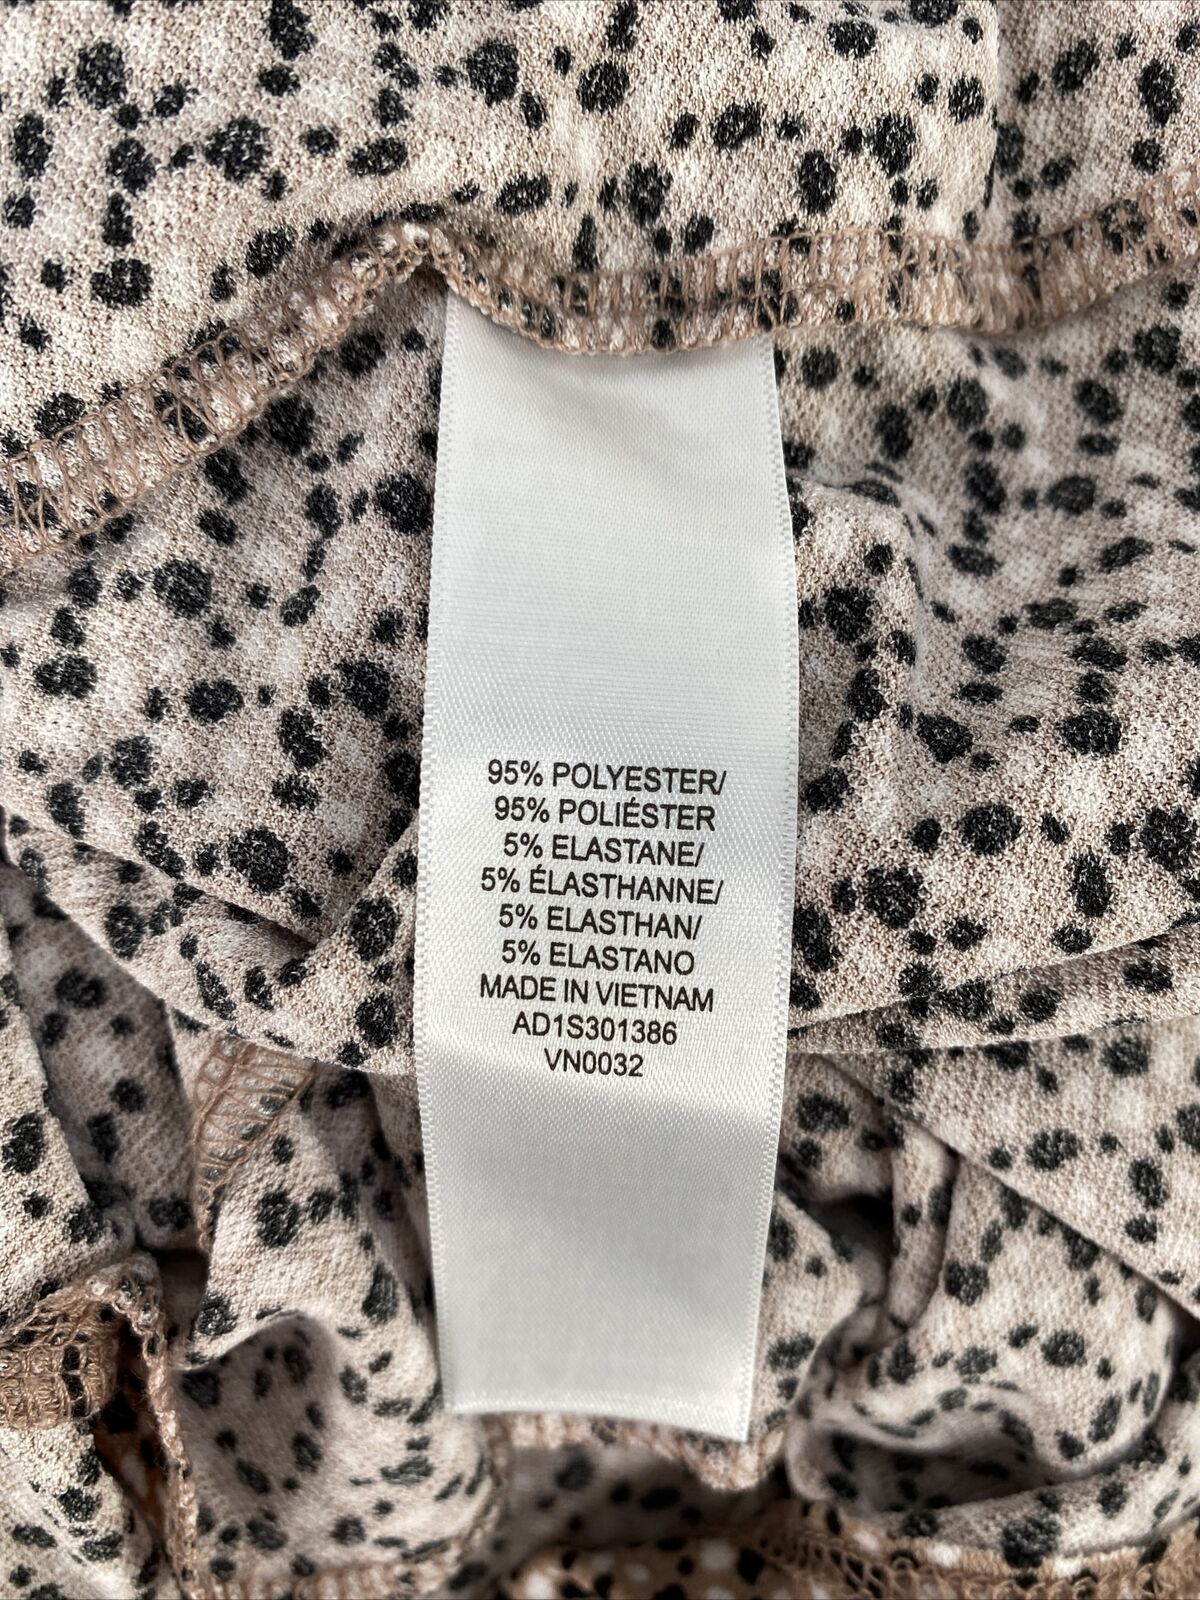 95% POLYESTER/
95% POLIÉSTER
5% ELASTANE/
5% ÉLASTHANNE/
5% ELASTHAN/
5% ELASTANO
MADE IN VIETNAM
AD1S301386
VN0032